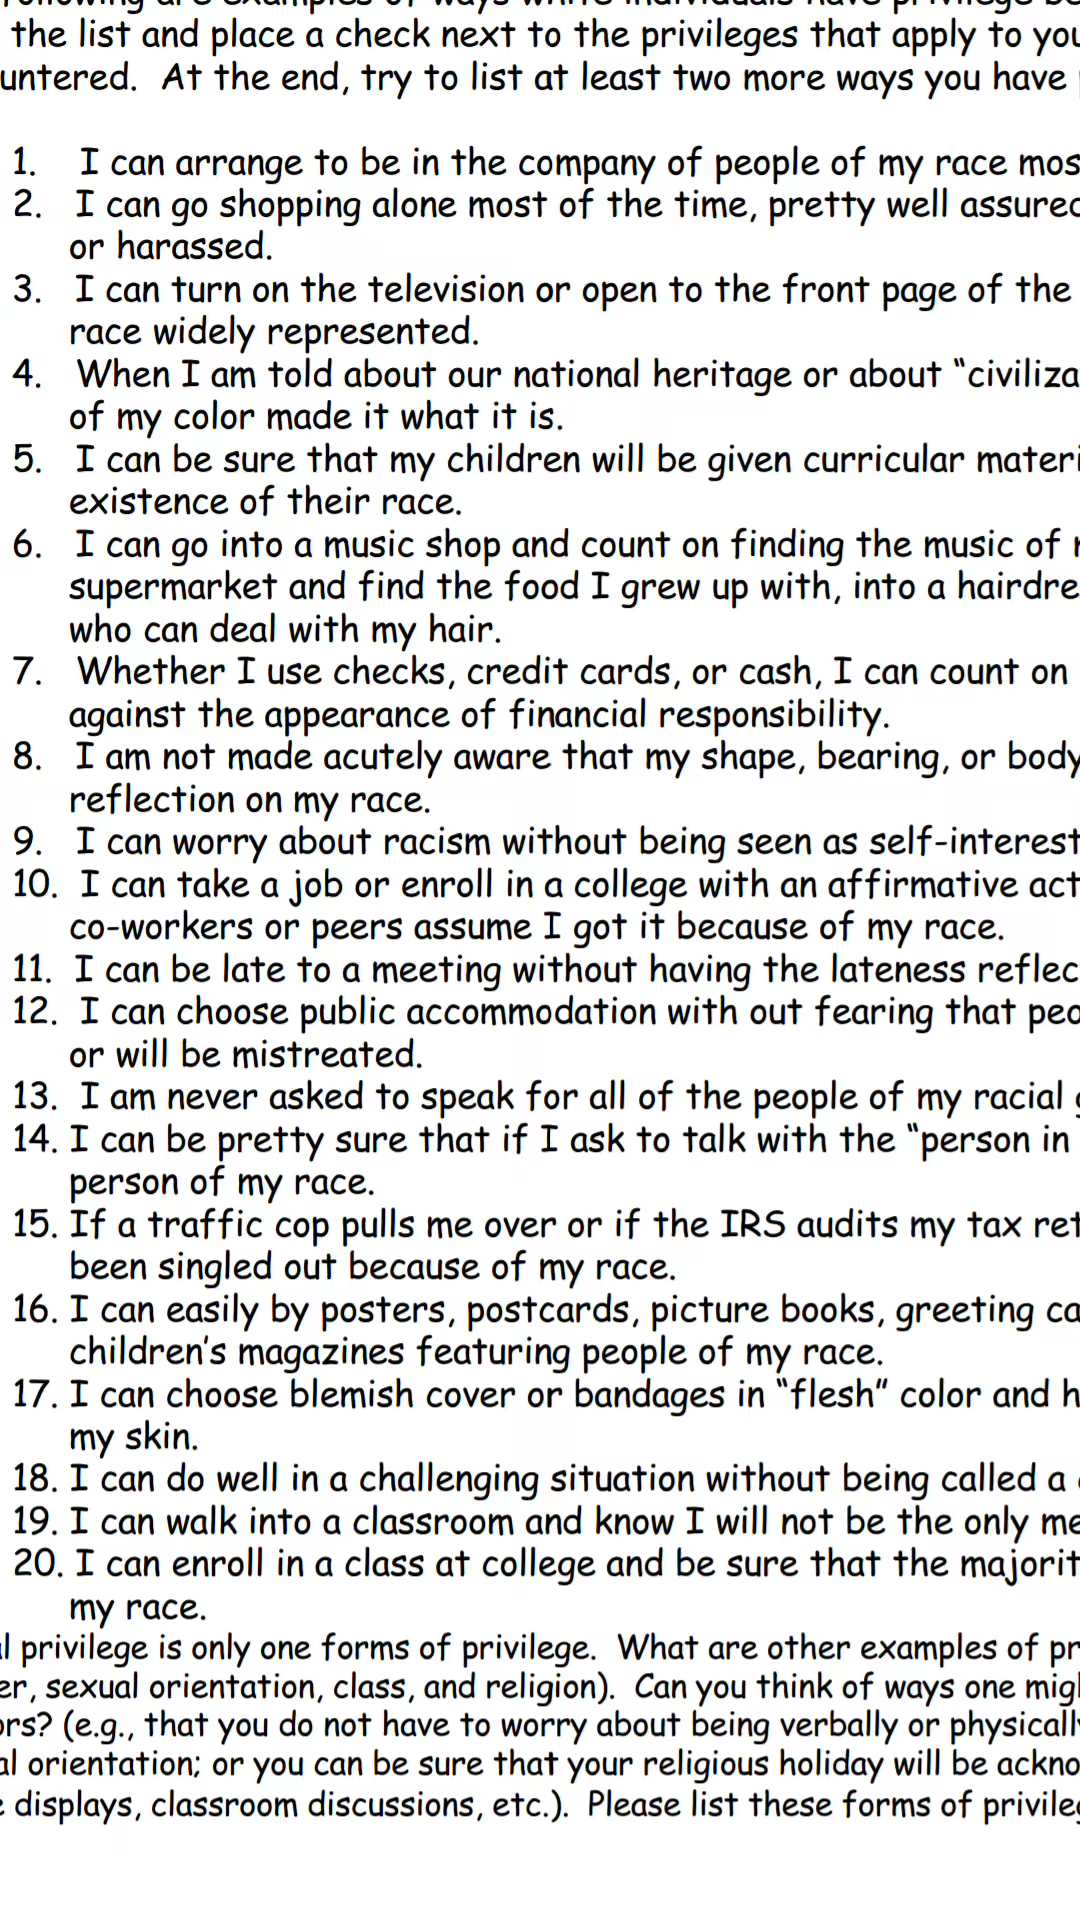 following are examples of ways white individuals have privilege be
the list and place a check next to the privileges that apply to you
untered. At the end, try to list at least two more ways you have
1. I can arrange to be in the company of people of my race mos
2. I can go shopping alone most of the time, pretty well assured
or harassed.
3. I can turn on the television or open to the front page of the
race widely represented.
4. When I am told about our national heritage or about “civiliza
of my color made it what it is.
5. I can be sure that my children will be given curricular materi
existence of their race.
6. I can go into a music shop and count on finding the music of
supermarket and find the food I grew up with, into a hairdre
who can deal with my hair.
7. Whether I use checks, credit cards, or cash, I can count on
against the appearance of financial responsibility.
8. I am not made acutely aware that my shape, bearing, or body
reflection on my race.
9. I can worry about racism without being seen as self-interest
10. I can take a job or enroll in a college with an affirmative act
co-workers or peers assume I got it because of my race.
11. I can be late to a meeting without having the lateness reflec
12. I can choose public accommodation with out fearing that peo
or will be mistreated.
13. I am never asked to speak for all of the people of my racial
14. I can be pretty sure that if I ask to talk with the “person in
person of my race.
15. If a traffic cop pulls me over or if the IRS audits my tax ret
been singled out because of my race.
16. I can easily by posters, postcards, picture books, greeting ca
children’s magazines featuring people of my race.
17. I can choose blemish cover or bandages in “flesh” color and h
my skin.
18. I can do well in a challenging situation without being called a
19. I can walk into a classroom and know I will not be the only me
20. I can enroll in a class at college and be sure that the majorit
my race.
l privilege is only one forms of privilege. What are other examples of pr
er, sexual orientation, class, and religion). Can you think of ways one migh
ors? (e.g., that you do not have to worry about being verbally or physically
al orientation; or you can be sure that your religious holiday will be ackno
displays, classroom discussions, etc.). Please list these forms of privileg